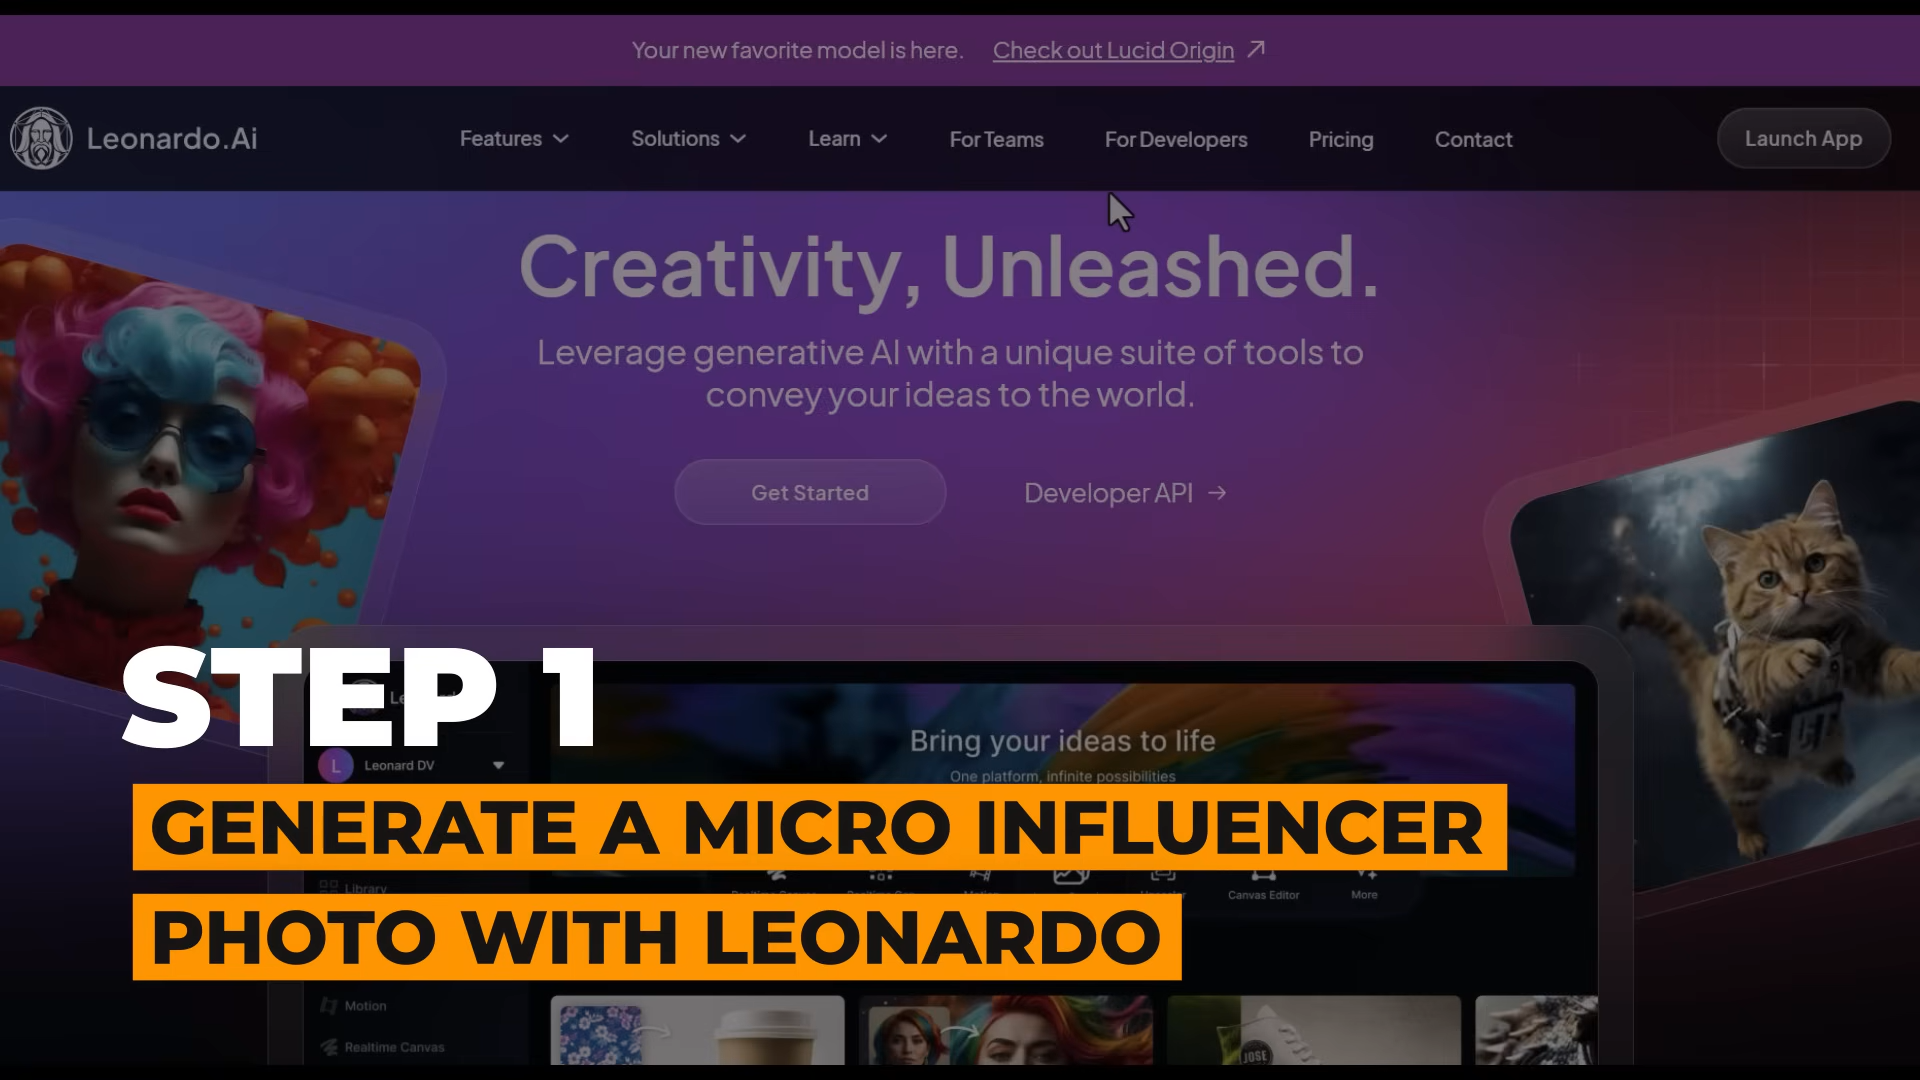 Your new favorite model is here. Check out Lucid Origin
Leonardo.Ai
Features
Solutions
Learn
For Teams
For Developers
Pricing
Contact
Launch App
Creativity, Unleashed.
Leverage generative AI with a unique suite of tools to
convey your ideas to the world.
Get Started
Developer API
STEP 1
L
Leonard DV
Bring your ideas to life
One platform, infinite possibilities
GENERATE A MICRO INFLUENCER
PHOTO WITH LEONARDO
Library
Canvas Editor
More
Motion
Realtime Canvas
JOSE